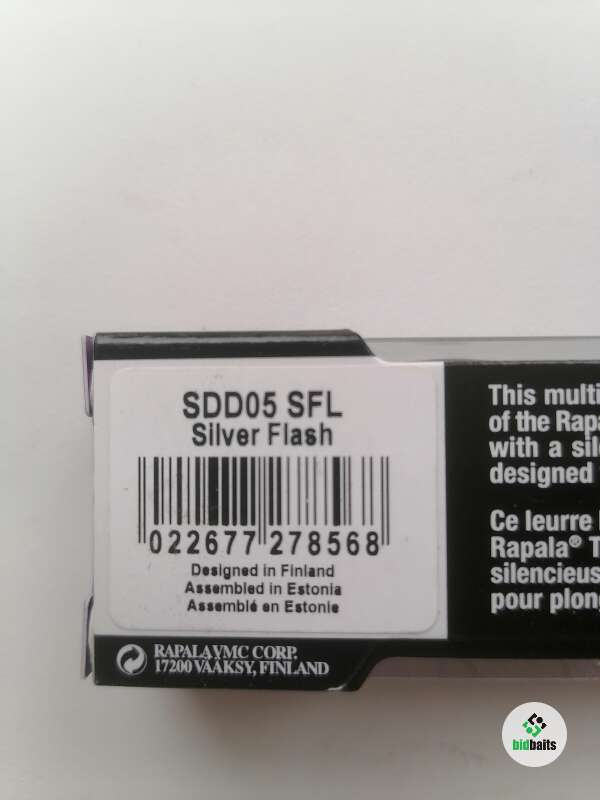 SDD05 SFL
Silver Flash
022677 278568
Designed in Finland
Assembled in Estonia
Assemblé en Estonie
RAPALA VMC CORP.
17200 VÄÄKSY, FINLAND
This multi
of the Rapa
with a sil
designed
Ce leurre
Rapala® T
silencieus
pour plong
bidbaits